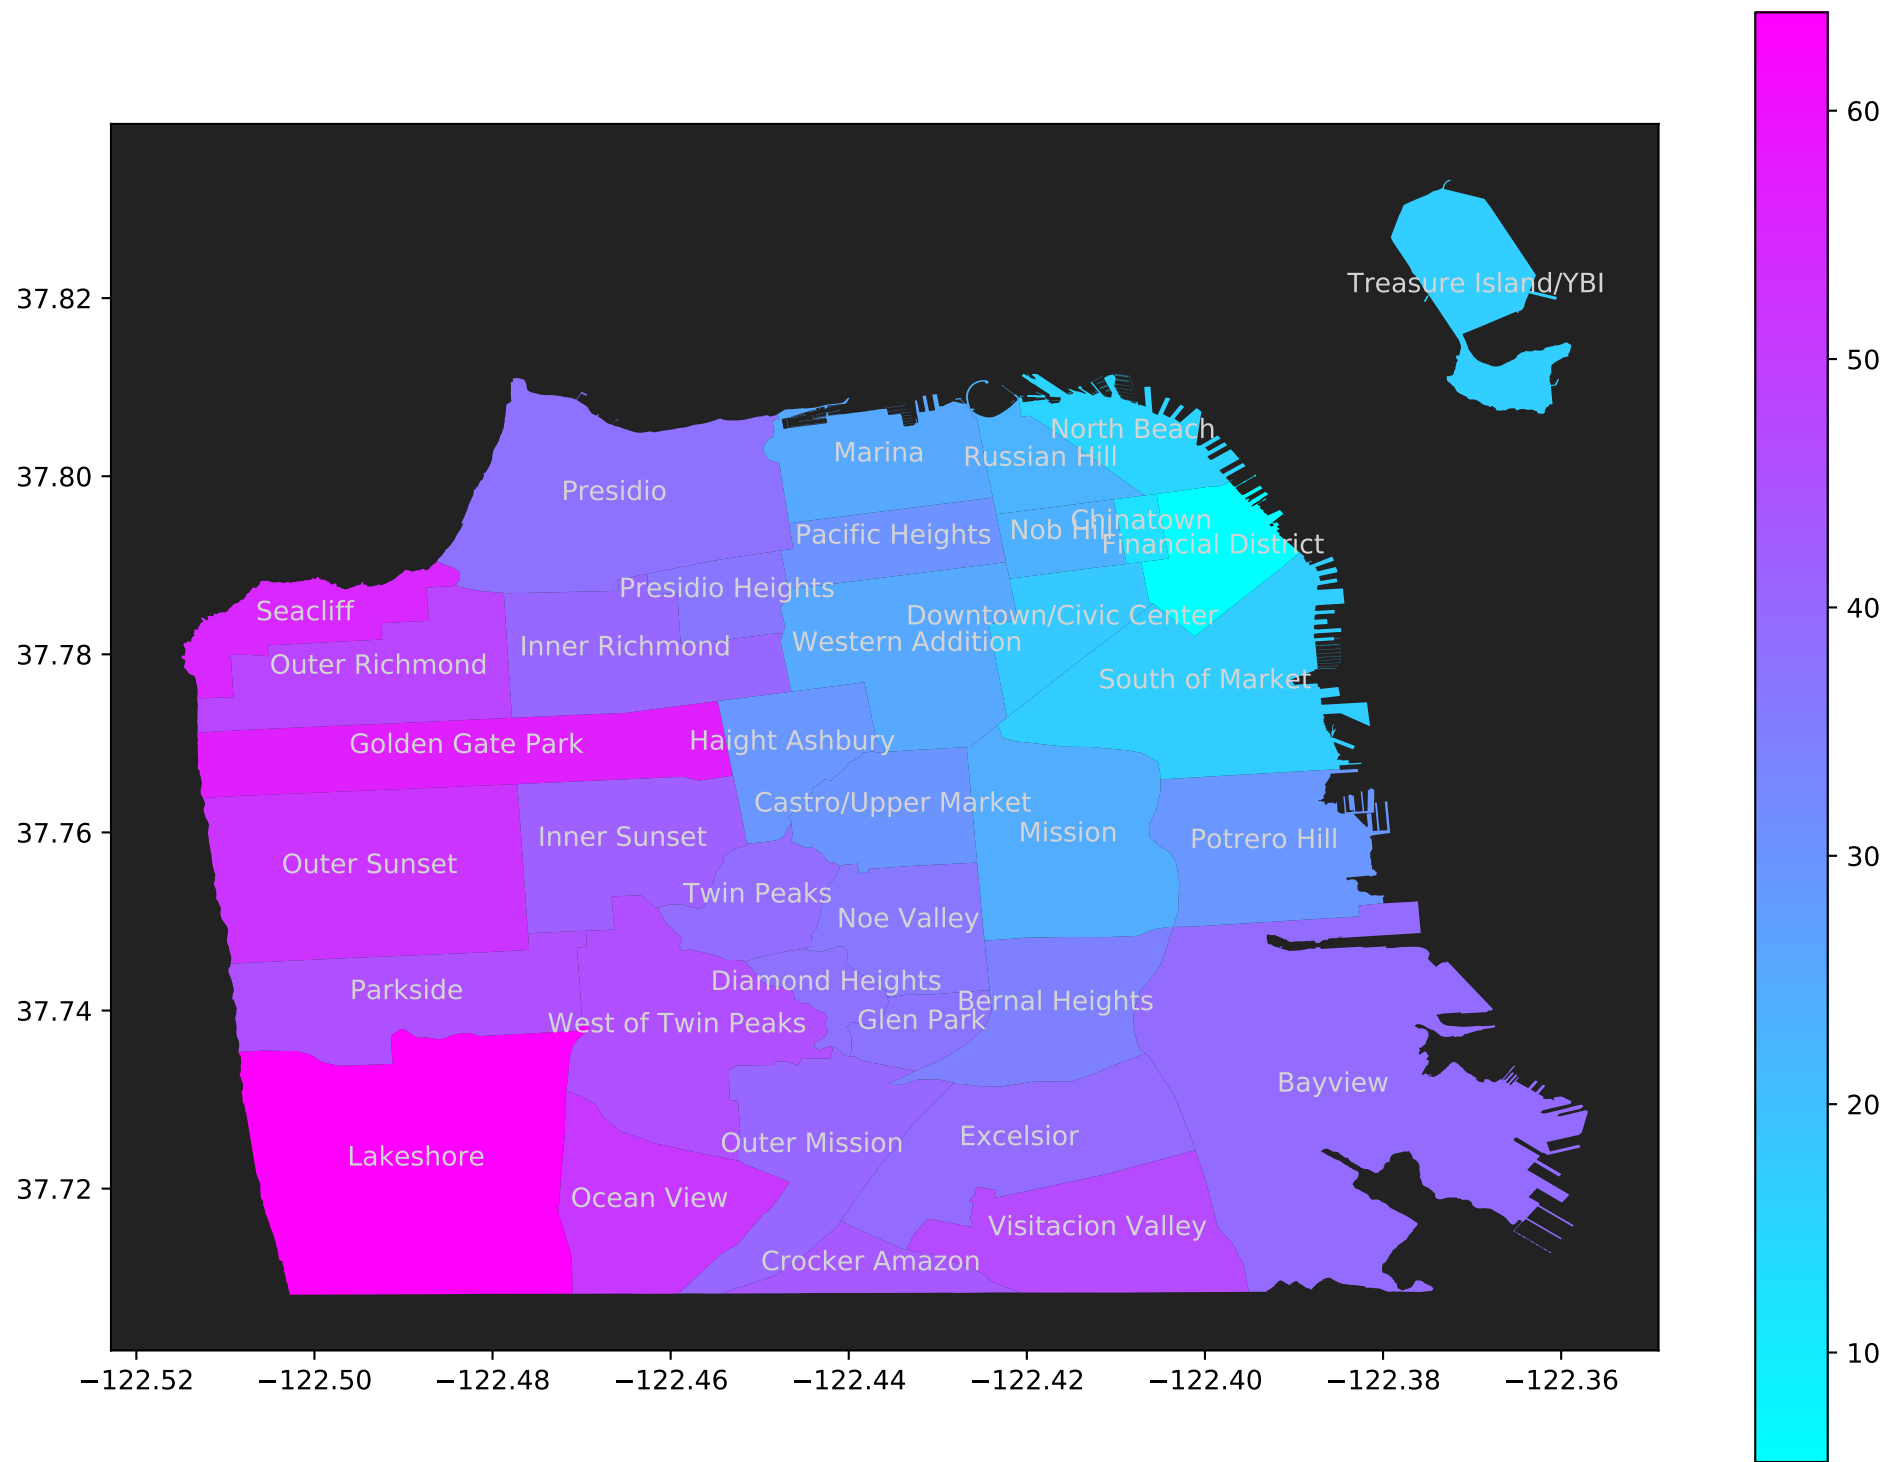 60
Treasure Island/YBI
37.82
50
North Beach
Marina
Russian Hill
37.80
Presidio
Chinatown
Nob Hill
Pacific Heights
Financial District
Presidio Heights
40
Seacliff
Downtown/Civic Center
Western Addition
Inner Richmond
37.78
Outer Richmond
South of Market
Haight Ashbury
Golden Gate Park
Castro/Upper Market
37.76
Mission
Inner Sunset
Potrero Hill
30
Outer Sunset
Twin Peaks
Noe Valley
Diamond Heights
Parkside
Bernal Heights
37.74
Glen Park
West of Twin Peaks
Bayview
20
Excelsior
Outer Mission
Lakeshore
37.72
Ocean View
Visitacion Valley
Crocker Amazon
10
−122.52 −122.50 −122.48 −122.46 −122.44 −122.42 −122.40 −122.38 −122.36